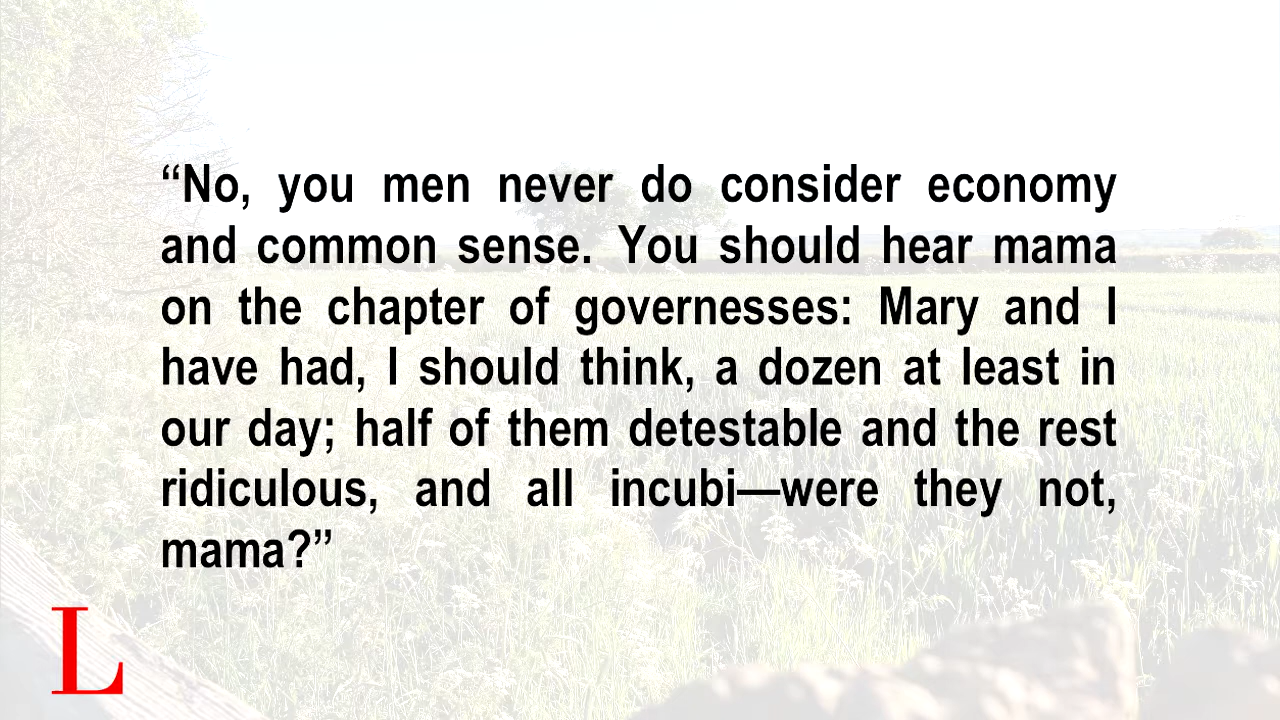 “No, you men never do consider economy
and common sense. You should hear mama
on the chapter of governesses: Mary and I
have had, I should think, a dozen at least in
our day; half of them detestable and the rest
ridiculous, and all incubi—were they not,
mama?”
L